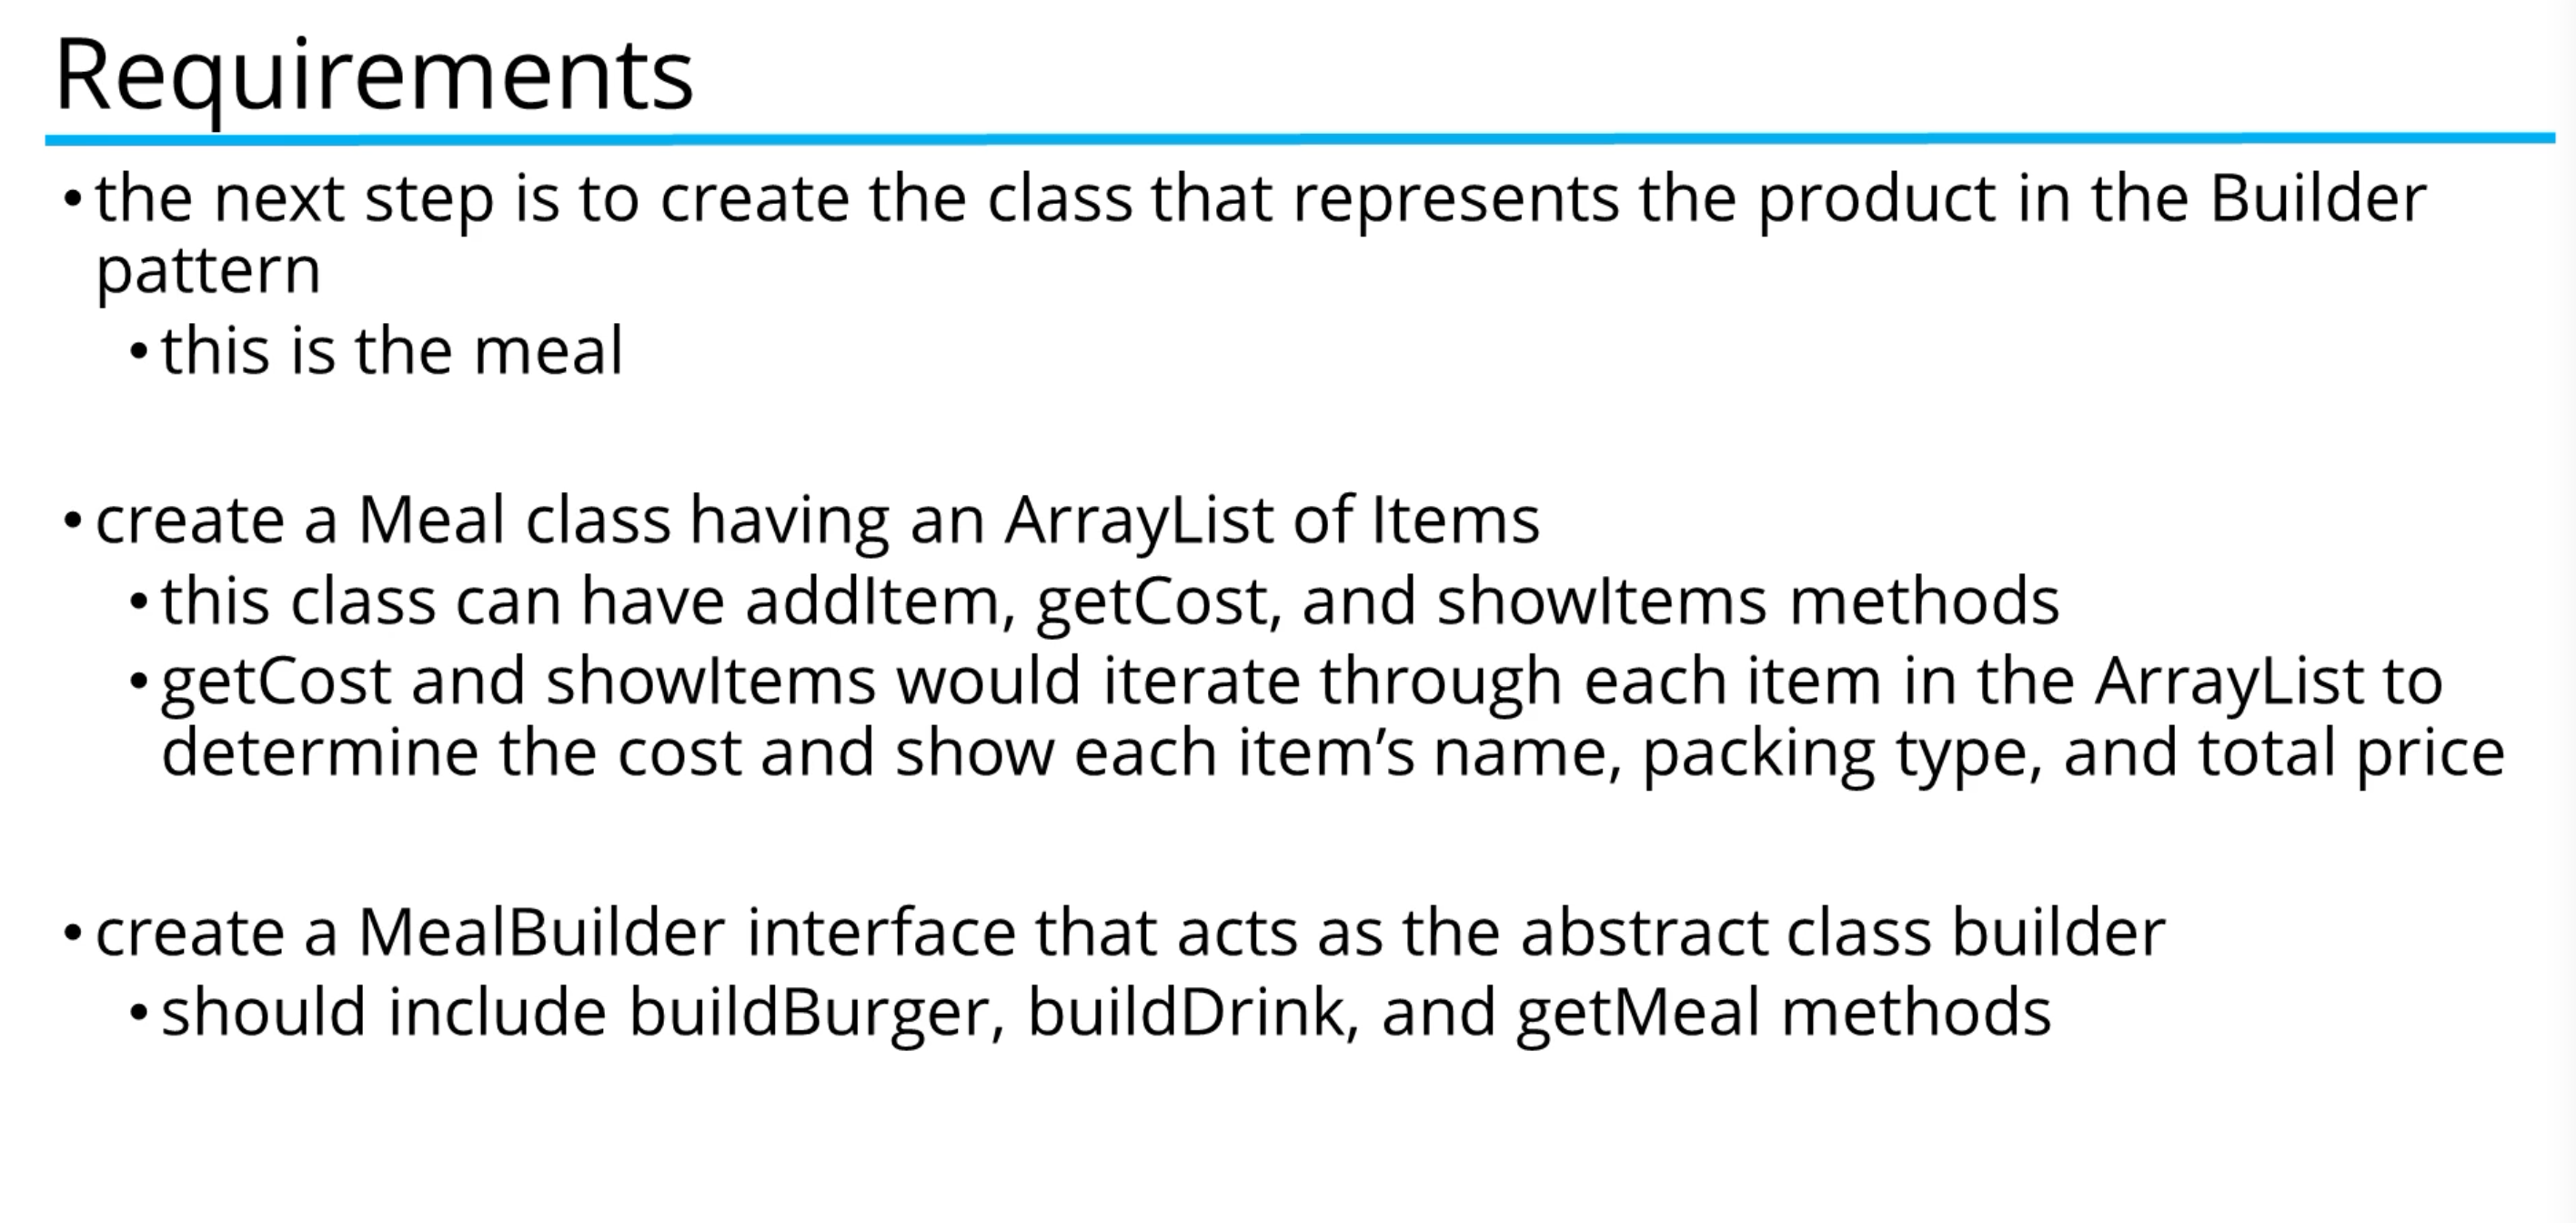 Requirements
• the next step is to create the class that represents the product in the Builder
pattern
• this is the meal
• create a Meal class having an ArrayList of Items
• this class can have addItem, getCost, and showItems methods
• getCost and showItems would iterate through each item in the ArrayList to
determine the cost and show each item’s name, packing type, and total price
• create a MealBuilder interface that acts as the abstract class builder
• should include buildBurger, buildDrink, and getMeal methods